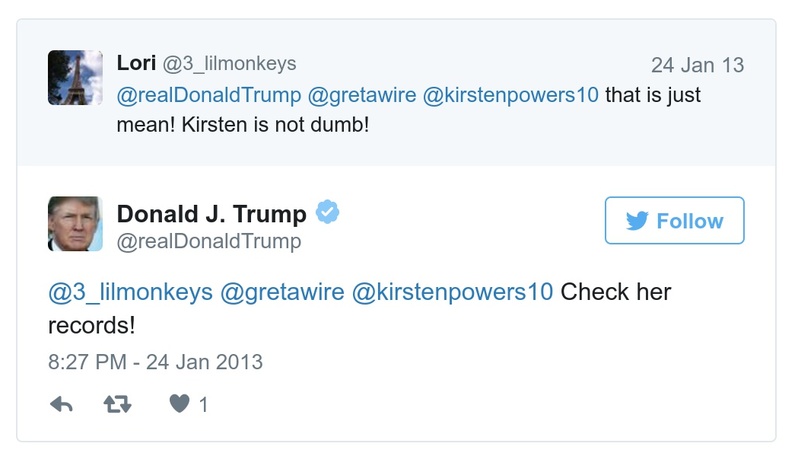 Lori @3_lilmonkeys 24 Jan 13
@realDonaldTrump @gretawire @kirstenpowers10 that is just
mean! Kirsten is not dumb!
Donald J. Trump
@realDonaldTrump
Follow
@3_lilmonkeys @gretawire @kirstenpowers10 Check her
records!
8:27 PM - 24 Jan 2013
1